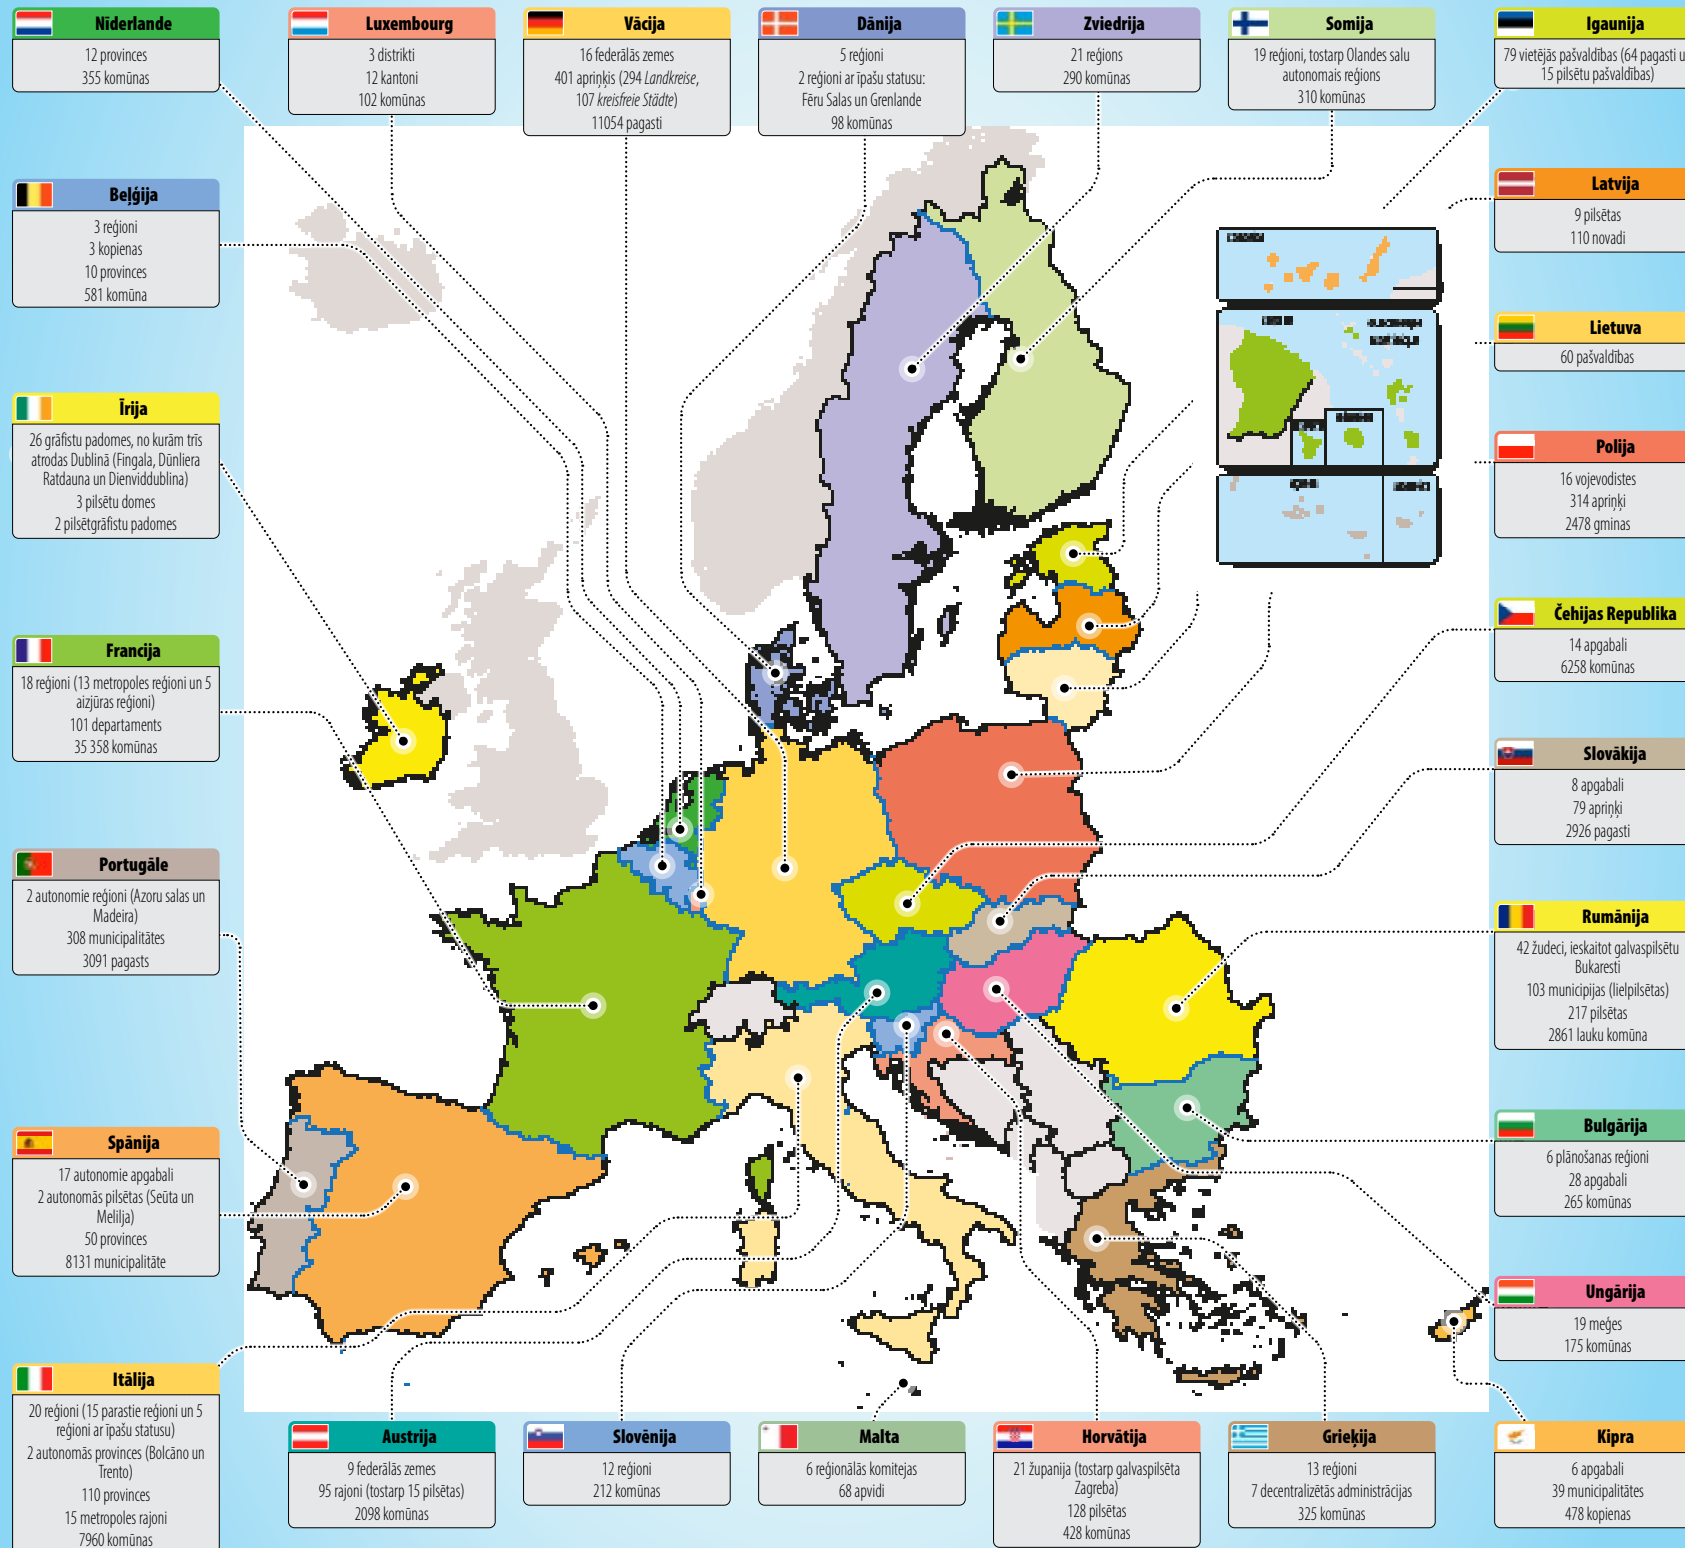 Nīderlande
12 provinces
355 komūnas
Luxembourg
3 distrikti
12 kantoni
102 komūnas
Vācija
16 federālās zemes
401 apriņķis (294 Landkreise,
107 kreisfreie Städte)
11054 pagasti
Dānija
5 reģioni
2 reģioni ar īpašu statusu:
Fēru Salas un Grenlande
98 komūnas
Zviedrija
21 reģions
290 komūnas
Somija
19 reģioni, tostarp Olandes salu
autonomais reģions
310 komūnas
Igaunija
79 vietējās pašvaldības (64 pagasti
15 pilsētu pašvaldības)
Beļģija
3 reģioni
3 kopienas
10 provinces
581 komūna
Latvija
9 pilsētas
110 novadi
Lietuva
60 pašvaldības
Īrija
26 grāfistu padomes, no kurām trīs
atrodas Dublinā (Fingala, Dūnliera
Ratdauna un Dienviddublina)
3 pilsētu domes
2 pilsētgrāfistu padomes
Polija
16 vojevodistes
314 apriņķi
2478 gminas
Čehijas Republika
14 apgabali
6258 komūnas
Francija
18 reģioni (13 metropoles reģioni un 5
aizjūras reģioni)
101 departaments
35 358 komūnas
Slovākija
8 apgabali
79 apriņķi
2926 pagasti
Portugāle
2 autonomie reģioni (Azoru salas un
Madeira)
308 municipalitātes
3091 pagasts
Rumānija
42 žudeci, ieskaitot galvaspilsētu
Bukaresti
103 municipijas (lielpilsētas)
217 pilsētas
2861 lauku komūna
Spānija
17 autonomie apgabali
2 autonomās pilsētas (Seūta un
Melilja)
50 provinces
8131 municipalitāte
Bulgārija
6 plānošanas reģioni
28 apgabali
265 komūnas
Ungārija
19 meģes
175 komūnas
Itālija
20 reģioni (15 parastie reģioni un 5
reģioni ar īpašu statusu)
2 autonomās provinces (Bolcāno un
Trento)
110 provinces
15 metropoles rajoni
7960 komūnas
Austrija
9 federālās zemes
95 rajoni (tostarp 15 pilsētas)
2098 komūnas
Slovēnija
12 reģioni
212 komūnas
Malta
6 reģionālās komitejas
68 apvidi
Horvātija
21 županija (tostarp galvaspilsēta
Zagreba)
128 pilsētas
428 komūnas
Grieķija
13 reģioni
7 decentralizētās administrācijas
325 komūnas
Kipra
6 apgabali
39 municipalitātes
478 kopienas